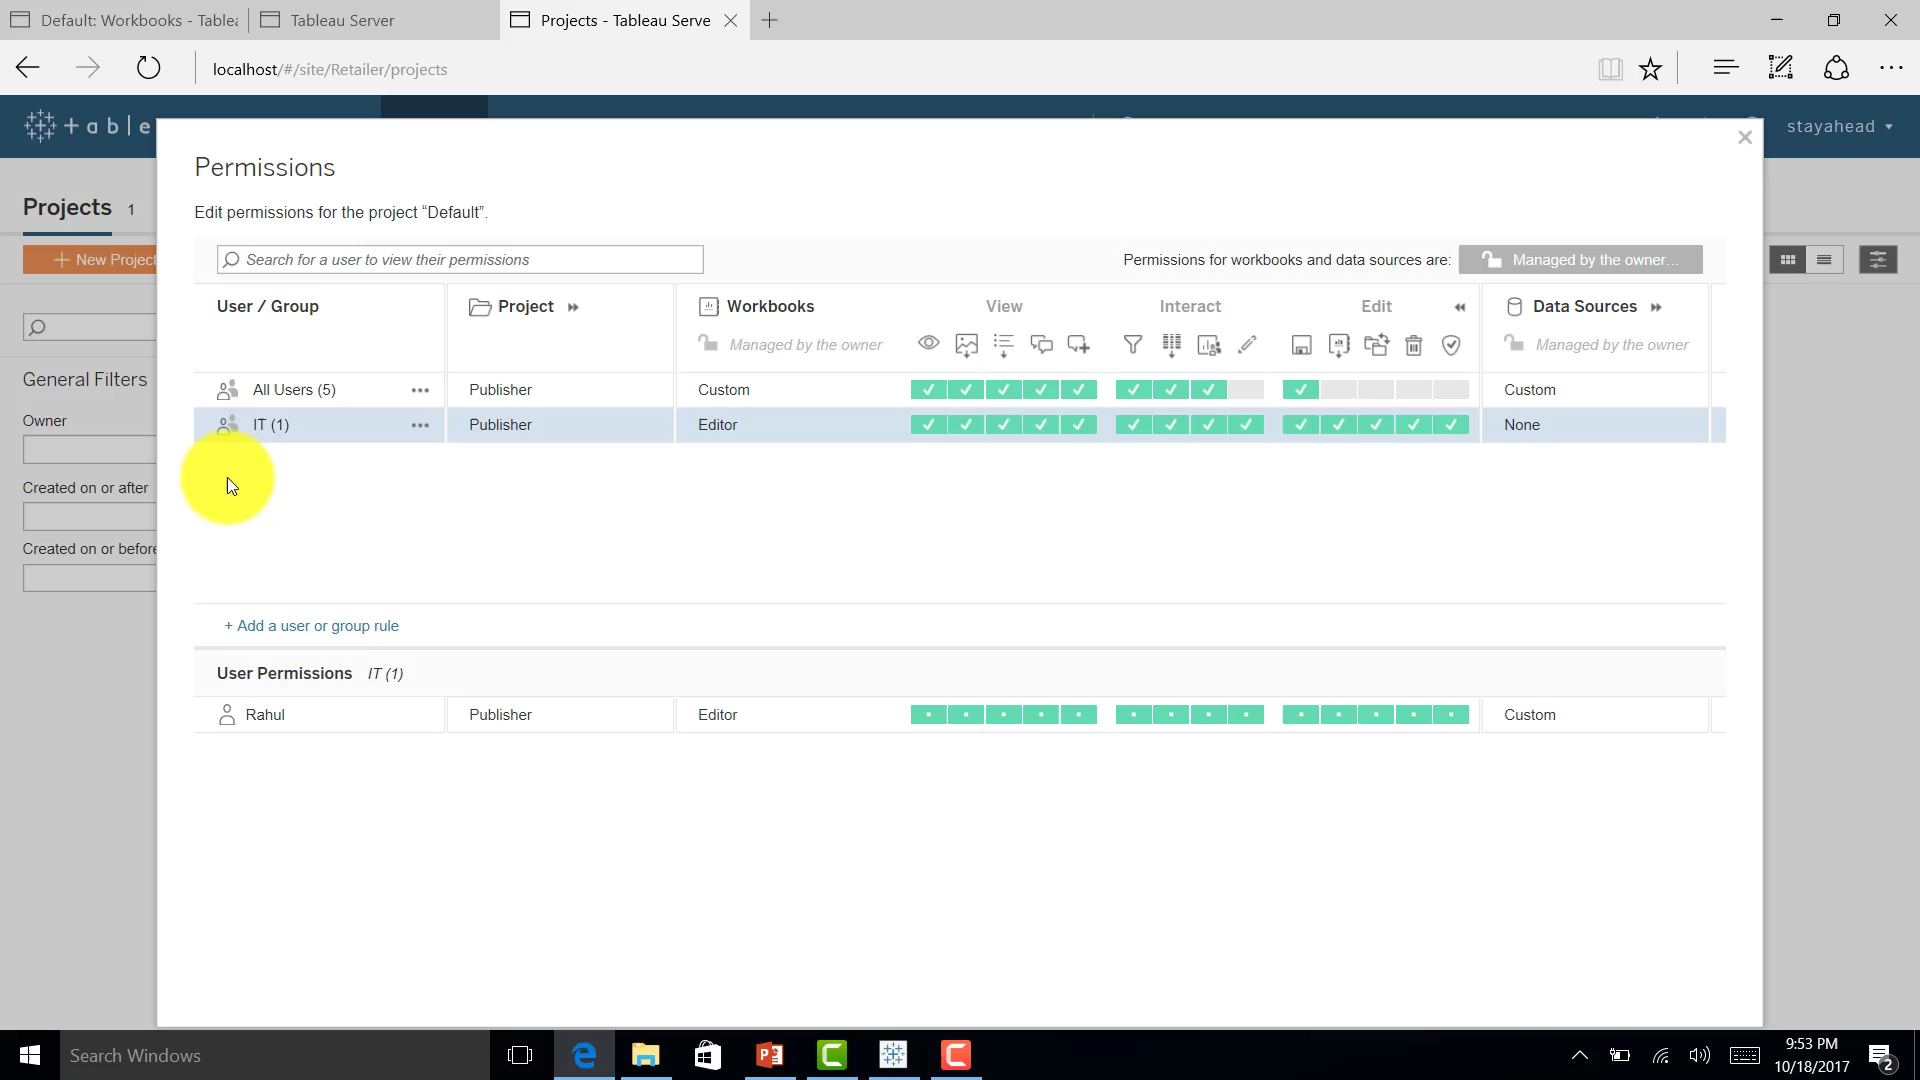 Default: Workbooks - Tablea
Tableau Server
Projects - Tableau Serve
localhost/#/site/Retailer/projects
+ a b | e
stayahead
Permissions
Edit permissions for the project “Default”.
Projects 1
+ New Project
Search for a user to view their permissions
Permissions for workbooks and data sources are:
Managed by the owner...
User / Group
Project
Workbooks
View
Interact
Edit
Data Sources
Managed by the owner
Managed by the owner
General Filters
All Users (5)
Publisher
Custom
Custom
Owner
IT (1)
Publisher
Editor
None
Created on or after
Created on or before
+ Add a user or group rule
User Permissions IT (1)
Rahul
Publisher
Editor
Custom
Search Windows
9:53 PM
10/18/2017
2